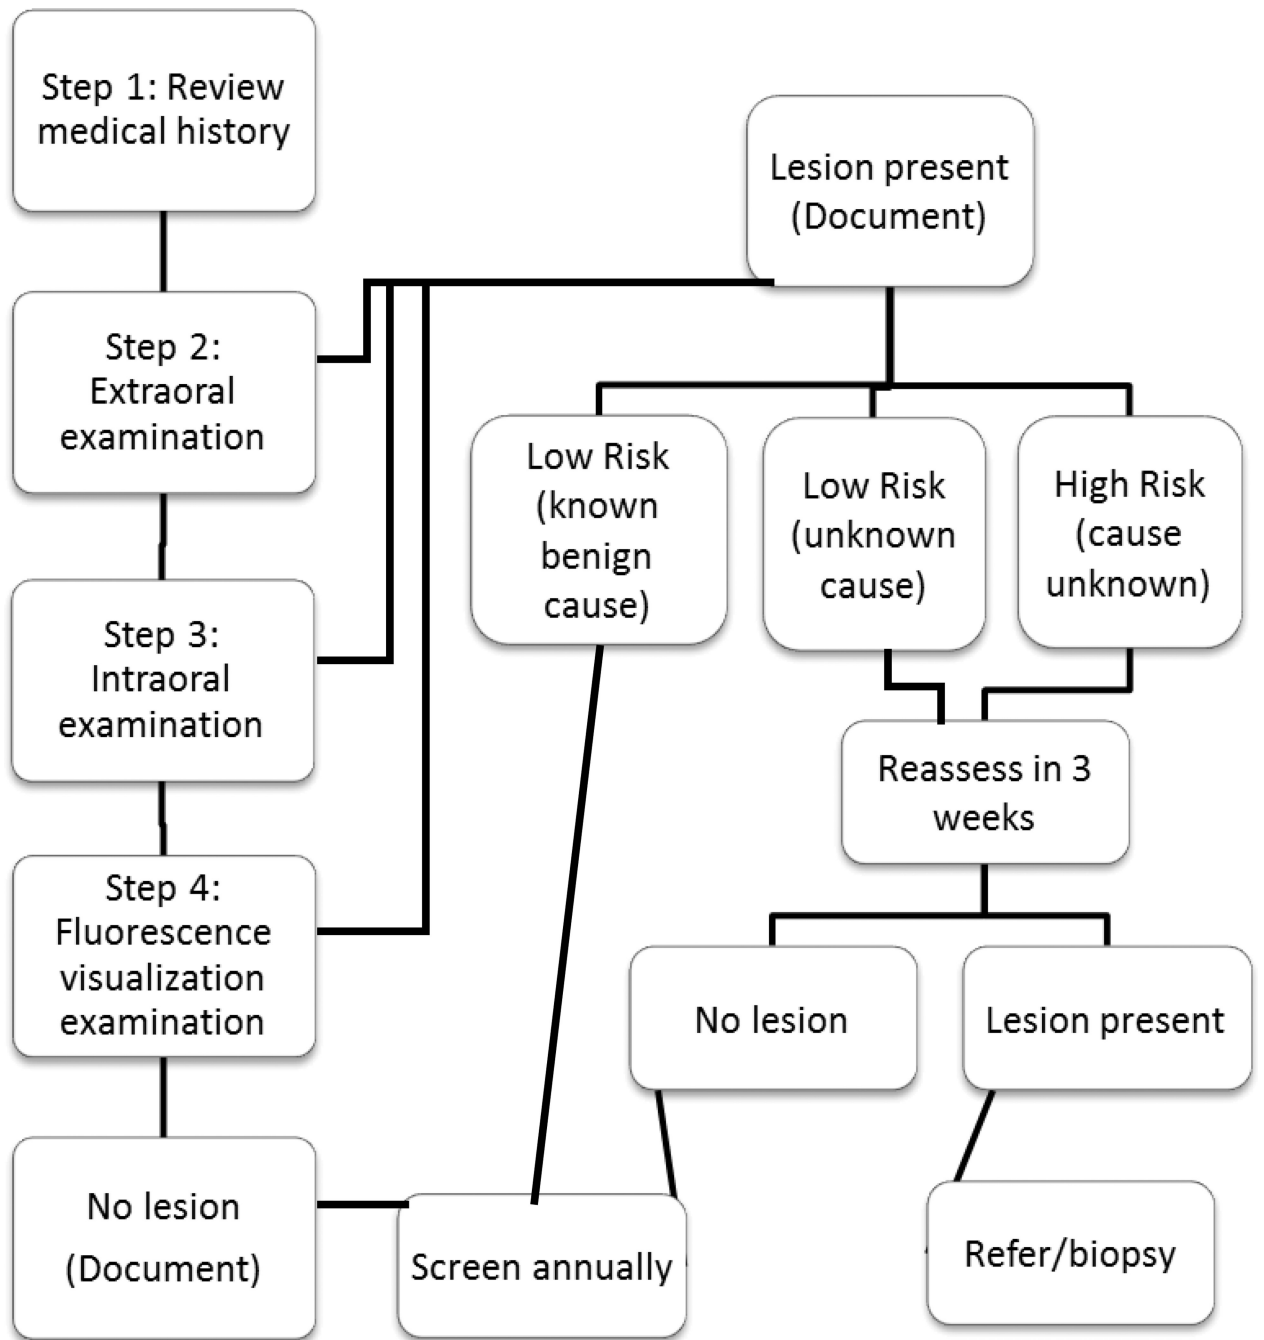 Step 1: Review
medical history
Step 2:
Extraoral
examination
Step 3:
Intraoral
examination
Step 4:
Fluorescence
visualization
examination
No lesion
(Document)
Lesion present
(Document)
Low Risk
(known
benign
cause)
Low Risk
(unknown
cause)
High Risk
(cause
unknown)
Reassess in 3
weeks
No lesion
Lesion present
Screen annually
Refer/biopsy